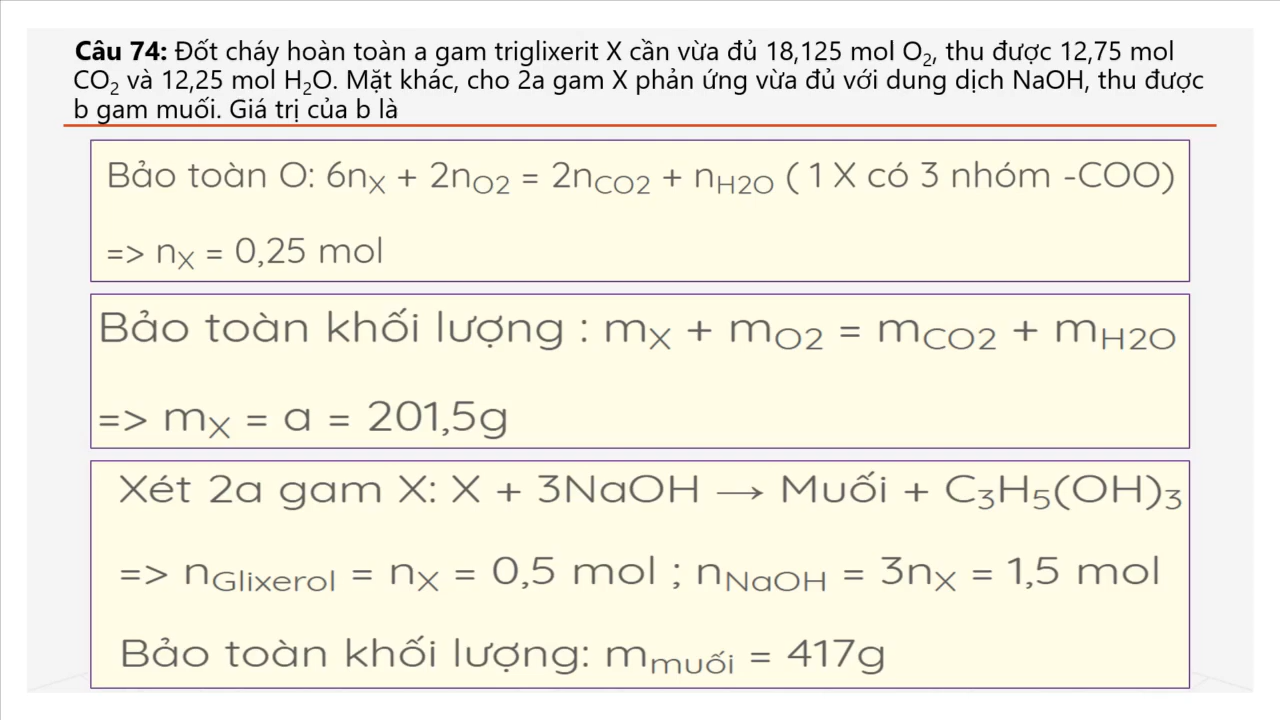 Câu 74: Đốt cháy hoàn toàn a gam triglixerit X cần vừa đủ 18,125 mol O₂, thu được 12,75 mol
CO₂ và 12,25 mol H₂O. Mặt khác, cho 2a gam X phản ứng vừa đủ với dung dịch NaOH, thu được
b gam muối. Giá trị của b là
Bảo toàn O: 6nX + 2nO2 = 2nCO2 + nH2O ( 1 X có 3 nhóm -COO)
=> nX = 0,25 mol
Bảo toàn khối lượng : mX + mO2 = mCO2 + mH2O
=> mX = a = 201,5g
Xét 2a gam X: X + 3NaOH → Muối + C₃H₅(OH)₃
=> nGlixerol = nX = 0,5 mol ; nNaOH = 3nX = 1,5 mol
Bảo toàn khối lượng: mmuối = 417g